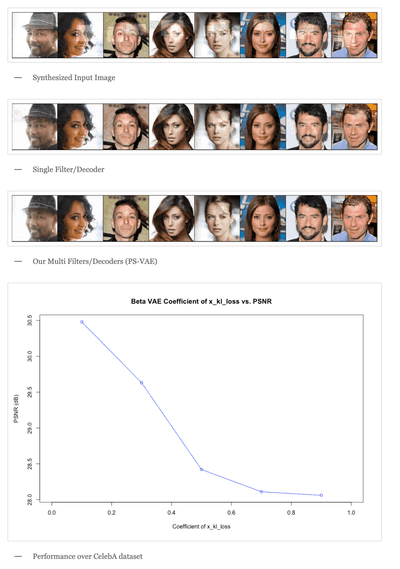 — Synthesized Input Image
— Single Filter/Decoder
— Our Multi Filters/Decoders (PS-VAE)
Beta VAE Coefficient of x_kl_loss vs. PSNR
PSNR (dB)
30.5
30.0
29.5
29.0
28.5
28.0
0.0 0.2 0.4 0.6 0.8 1.0
Coefficient of x_kl_loss
— Performance over CelebA dataset